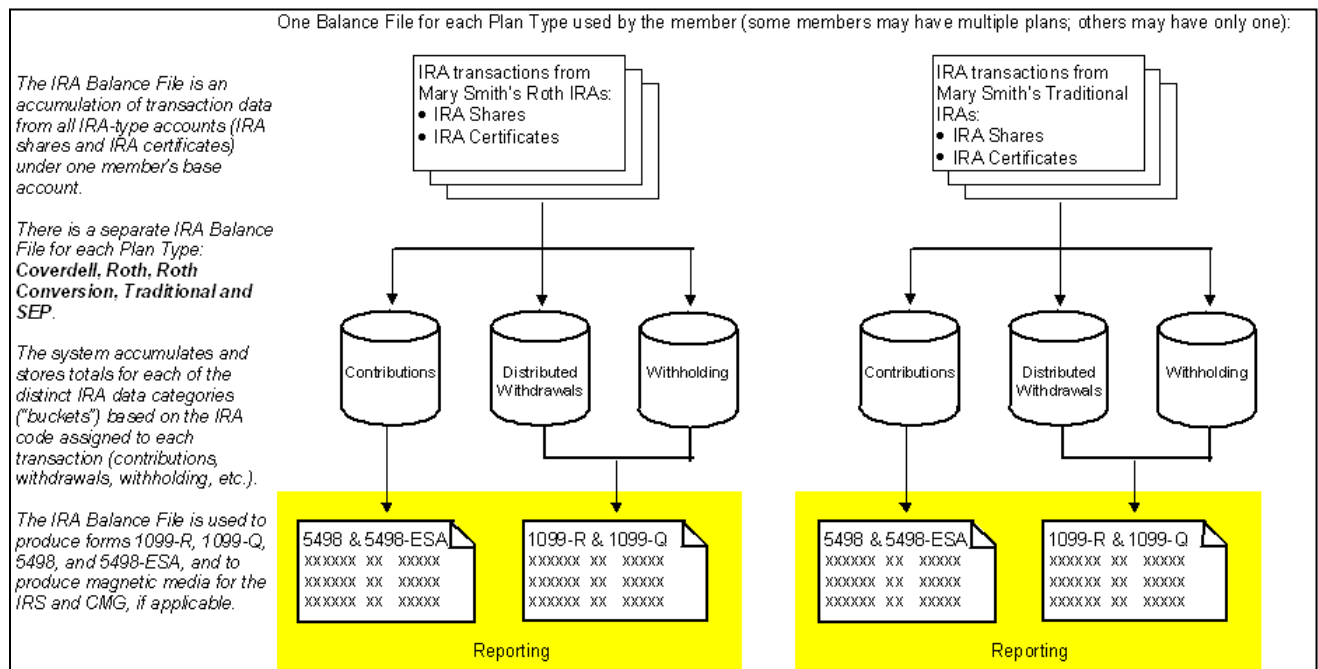 One Balance File for each Plan Type used by the member (some members may have multiple plans; others may have only one):
The IRA Balance File is an
accumulation of transaction data
from all IRA-type accounts (IRA
shares and IRA certificates)
under one member's base
account.
There is a separate IRA Balance
File for each Plan Type:
Coverdell, Roth, Roth
Conversion, Traditional and
SEP.
The system accumulates and
stores totals for each of the
distinct IRA data categories
("buckets") based on the IRA
code assigned to each
transaction (contributions,
withdrawals, withholding, etc.).
The IRA Balance File is used to
produce forms 1099-R, 1099-Q,
5498, and 5498-ESA, and to
produce magnetic media for the
IRS and CMG, if applicable.
IRA transactions from
Mary Smith's Roth IRAs:
• IRA Shares
• IRA Certificates
Contributions
Distributed
Withdrawals
Withholding
5498 & 5498-ESA
xxxxxx xx xxxxx
xxxxxx xx xxxxx
xxxxxx xx xxxxx
1099-R & 1099-Q
xxxxxx xx xxxxx
xxxxxx xx xxxxx
xxxxxx xx xxxxx
Reporting
IRA transactions from
Mary Smith's Traditional
IRAs:
• IRA Shares
• IRA Certificates
Contributions
Distributed
Withdrawals
Withholding
5498 & 5498-ESA
xxxxxx xx xxxxx
xxxxxx xx xxxxx
xxxxxx xx xxxxx
1099-R & 1099-Q
xxxxxx xx xxxxx
xxxxxx xx xxxxx
xxxxxx xx xxxxx
Reporting